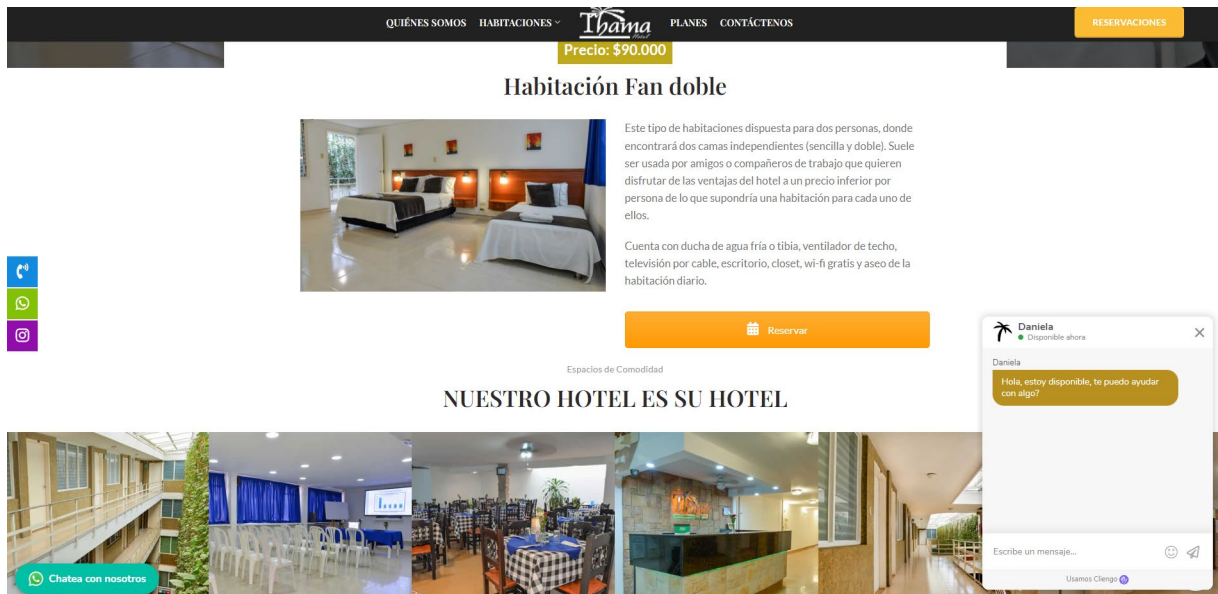 QUIÉNES SOMOS HABITACIONES Thama Hotel PLANES CONTÁCTENOS RESERVACIONES
Precio: $90.000
Habitación Fan doble
Este tipo de habitaciones dispuesta para dos personas, donde
encontrará dos camas independientes (sencilla y doble). Suele
ser usada por amigos o compañeros de trabajo que quieren
disfrutar de las ventajas del hotel a un precio inferior por
persona de lo que supondría una habitación para cada uno de
ellos.
Cuenta con ducha de agua fría o tibia, ventilador de techo,
televisión por cable, escritorio, closet, wi-fi gratis y aseo de la
habitación diario.
Reservar
Espacios de Comodidad
NUESTRO HOTEL ES SU HOTEL
Chatea con nosotros
Daniela
Disponible ahora
Daniela
Hola, estoy disponible, te puedo ayudar
con algo?
Escribe un mensaje...
Usamos Cliengo